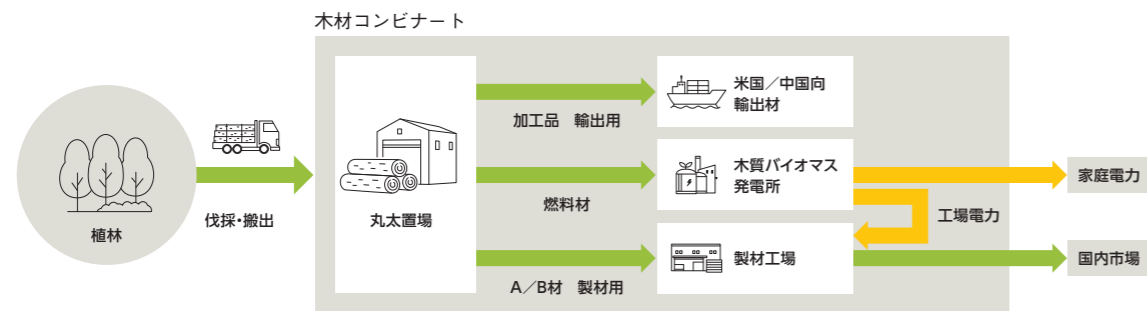 木材コンビナート
植林
伐採・搬出
丸太置場
加工品　輸出用
燃料材
A／B材　製材用
米国／中国向
輸出材
木質バイオマス
発電所
製材工場
工場電力
家庭電力
国内市場